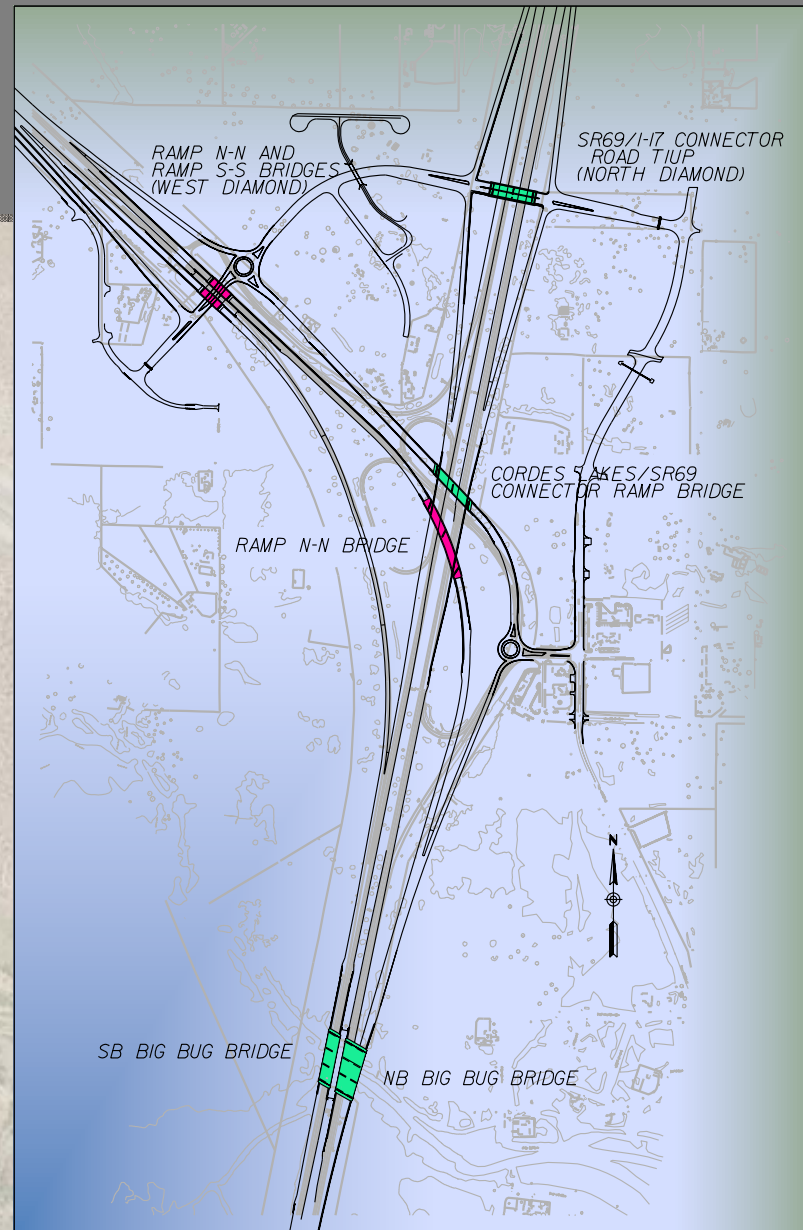 RAMP N-N AND
RAMP S-S BRIDGES
(WEST DIAMOND)
SR69/I-17 CONNECTOR
ROAD TIUP
(NORTH DIAMOND)
CORDES LAKES/SR69
CONNECTOR RAMP BRIDGE
RAMP N-N BRIDGE
N
SB BIG BUG BRIDGE
NB BIG BUG BRIDGE